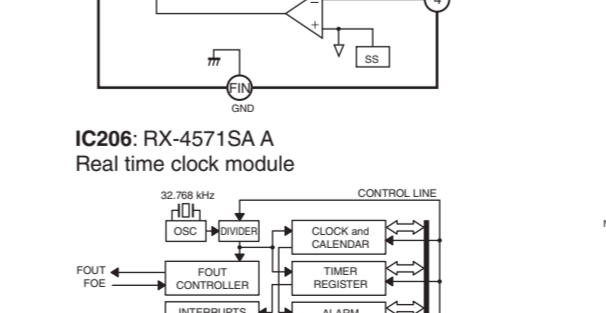 4
SS
FIN
GND
IC206: RX-4571SA A
Real time clock module
32.768 kHz
CONTROL LINE
OSC
DIVIDER
CLOCK and
CALENDAR
FOUT
FOE
FOUT
CONTROLLER
TIMER
REGISTER
INTERRUPTS
ALARM